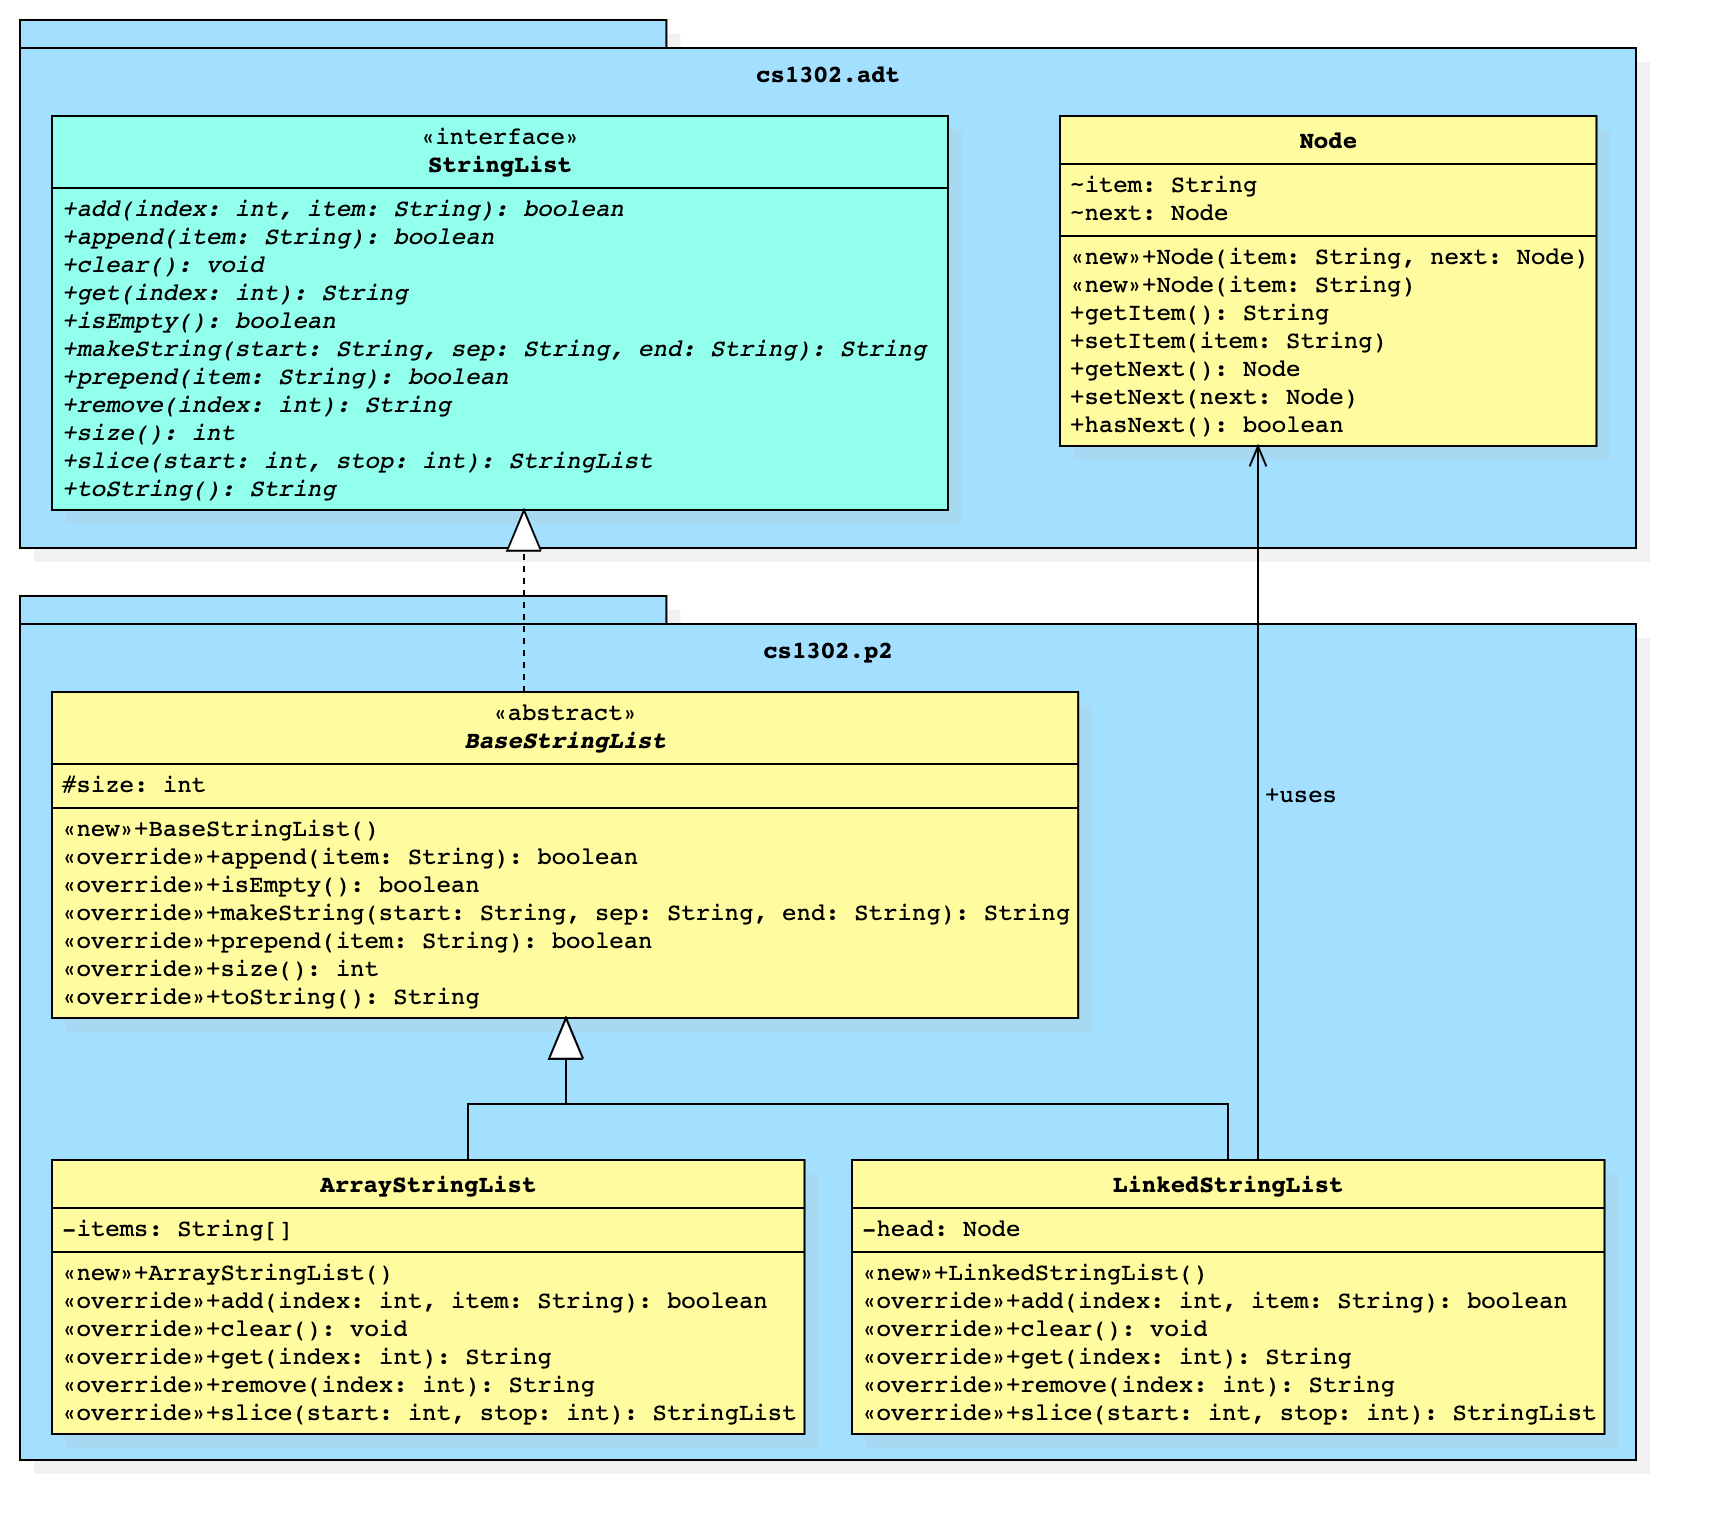 cs1302.adt
«interface»
StringList
+add(index: int, item: String): boolean
+append(item: String): boolean
+clear(): void
+get(index: int): String
+isEmpty(): boolean
+makeString(start: String, sep: String, end: String): String
+prepend(item: String): boolean
+remove(index: int): String
+size(): int
+slice(start: int, stop: int): StringList
+toString(): String
Node
~item: String
~next: Node
«new»+Node(item: String, next: Node)
«new»+Node(item: String)
+getItem(): String
+setItem(item: String)
+getNext(): Node
+setNext(next: Node)
+hasNext(): boolean
cs1302.p2
«abstract»
BaseStringList
#size: int
«new»+BaseStringList()
«override»+append(item: String): boolean
«override»+isEmpty(): boolean
«override»+makeString(start: String, sep: String, end: String): String
«override»+prepend(item: String): boolean
«override»+size(): int
«override»+toString(): String
+uses
ArrayStringList
-items: String[]
«new»+ArrayStringList()
«override»+add(index: int, item: String): boolean
«override»+clear(): void
«override»+get(index: int): String
«override»+remove(index: int): String
«override»+slice(start: int, stop: int): StringList
LinkedStringList
-head: Node
«new»+LinkedStringList()
«override»+add(index: int, item: String): boolean
«override»+clear(): void
«override»+get(index: int): String
«override»+remove(index: int): String
«override»+slice(start: int, stop: int): StringList